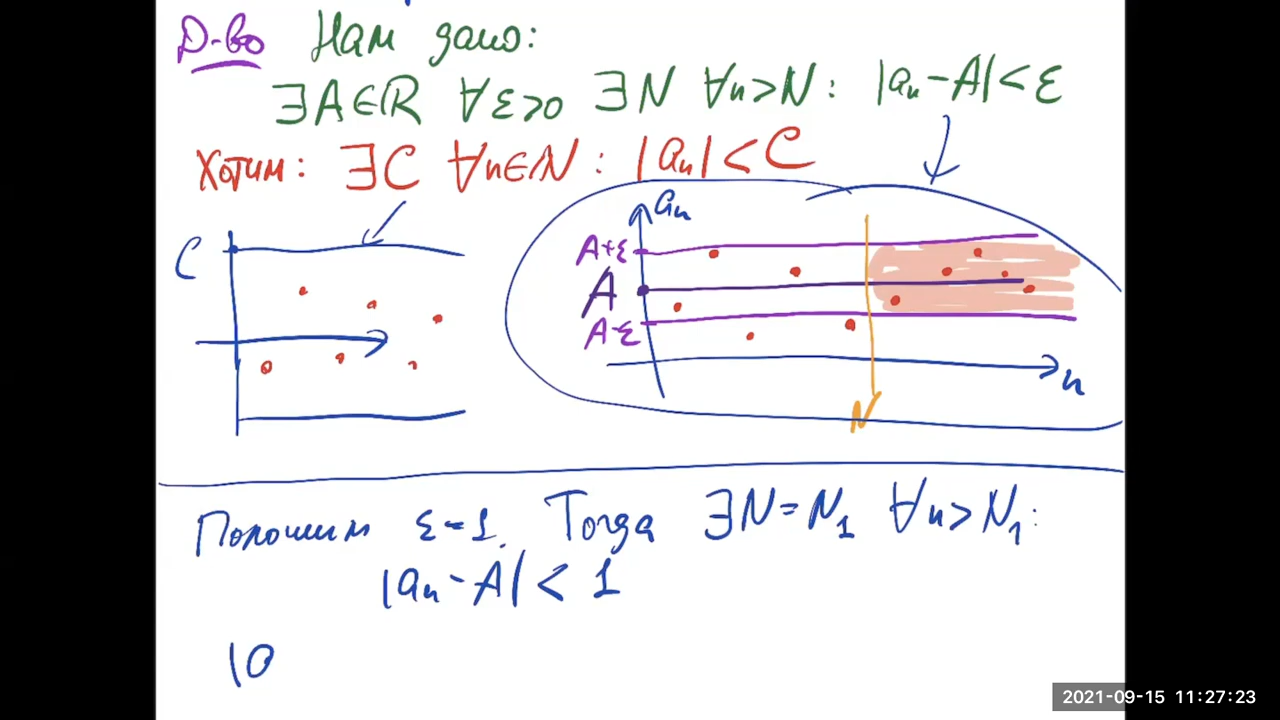 Д-во Нам дано:
∃A∈ℝ ∀ε>0 ∃N ∀n>N: |aₙ-A|<ε
Хотим: ∃C ∀n∈ℕ: |aₙ|<C
C
aₙ
A+ε
A
A-ε
n
N
Положим ε=1. Тогда ∃N=N₁ ∀n>N₁:
|aₙ-A|<1
|a
2021-09-15 11:27:23